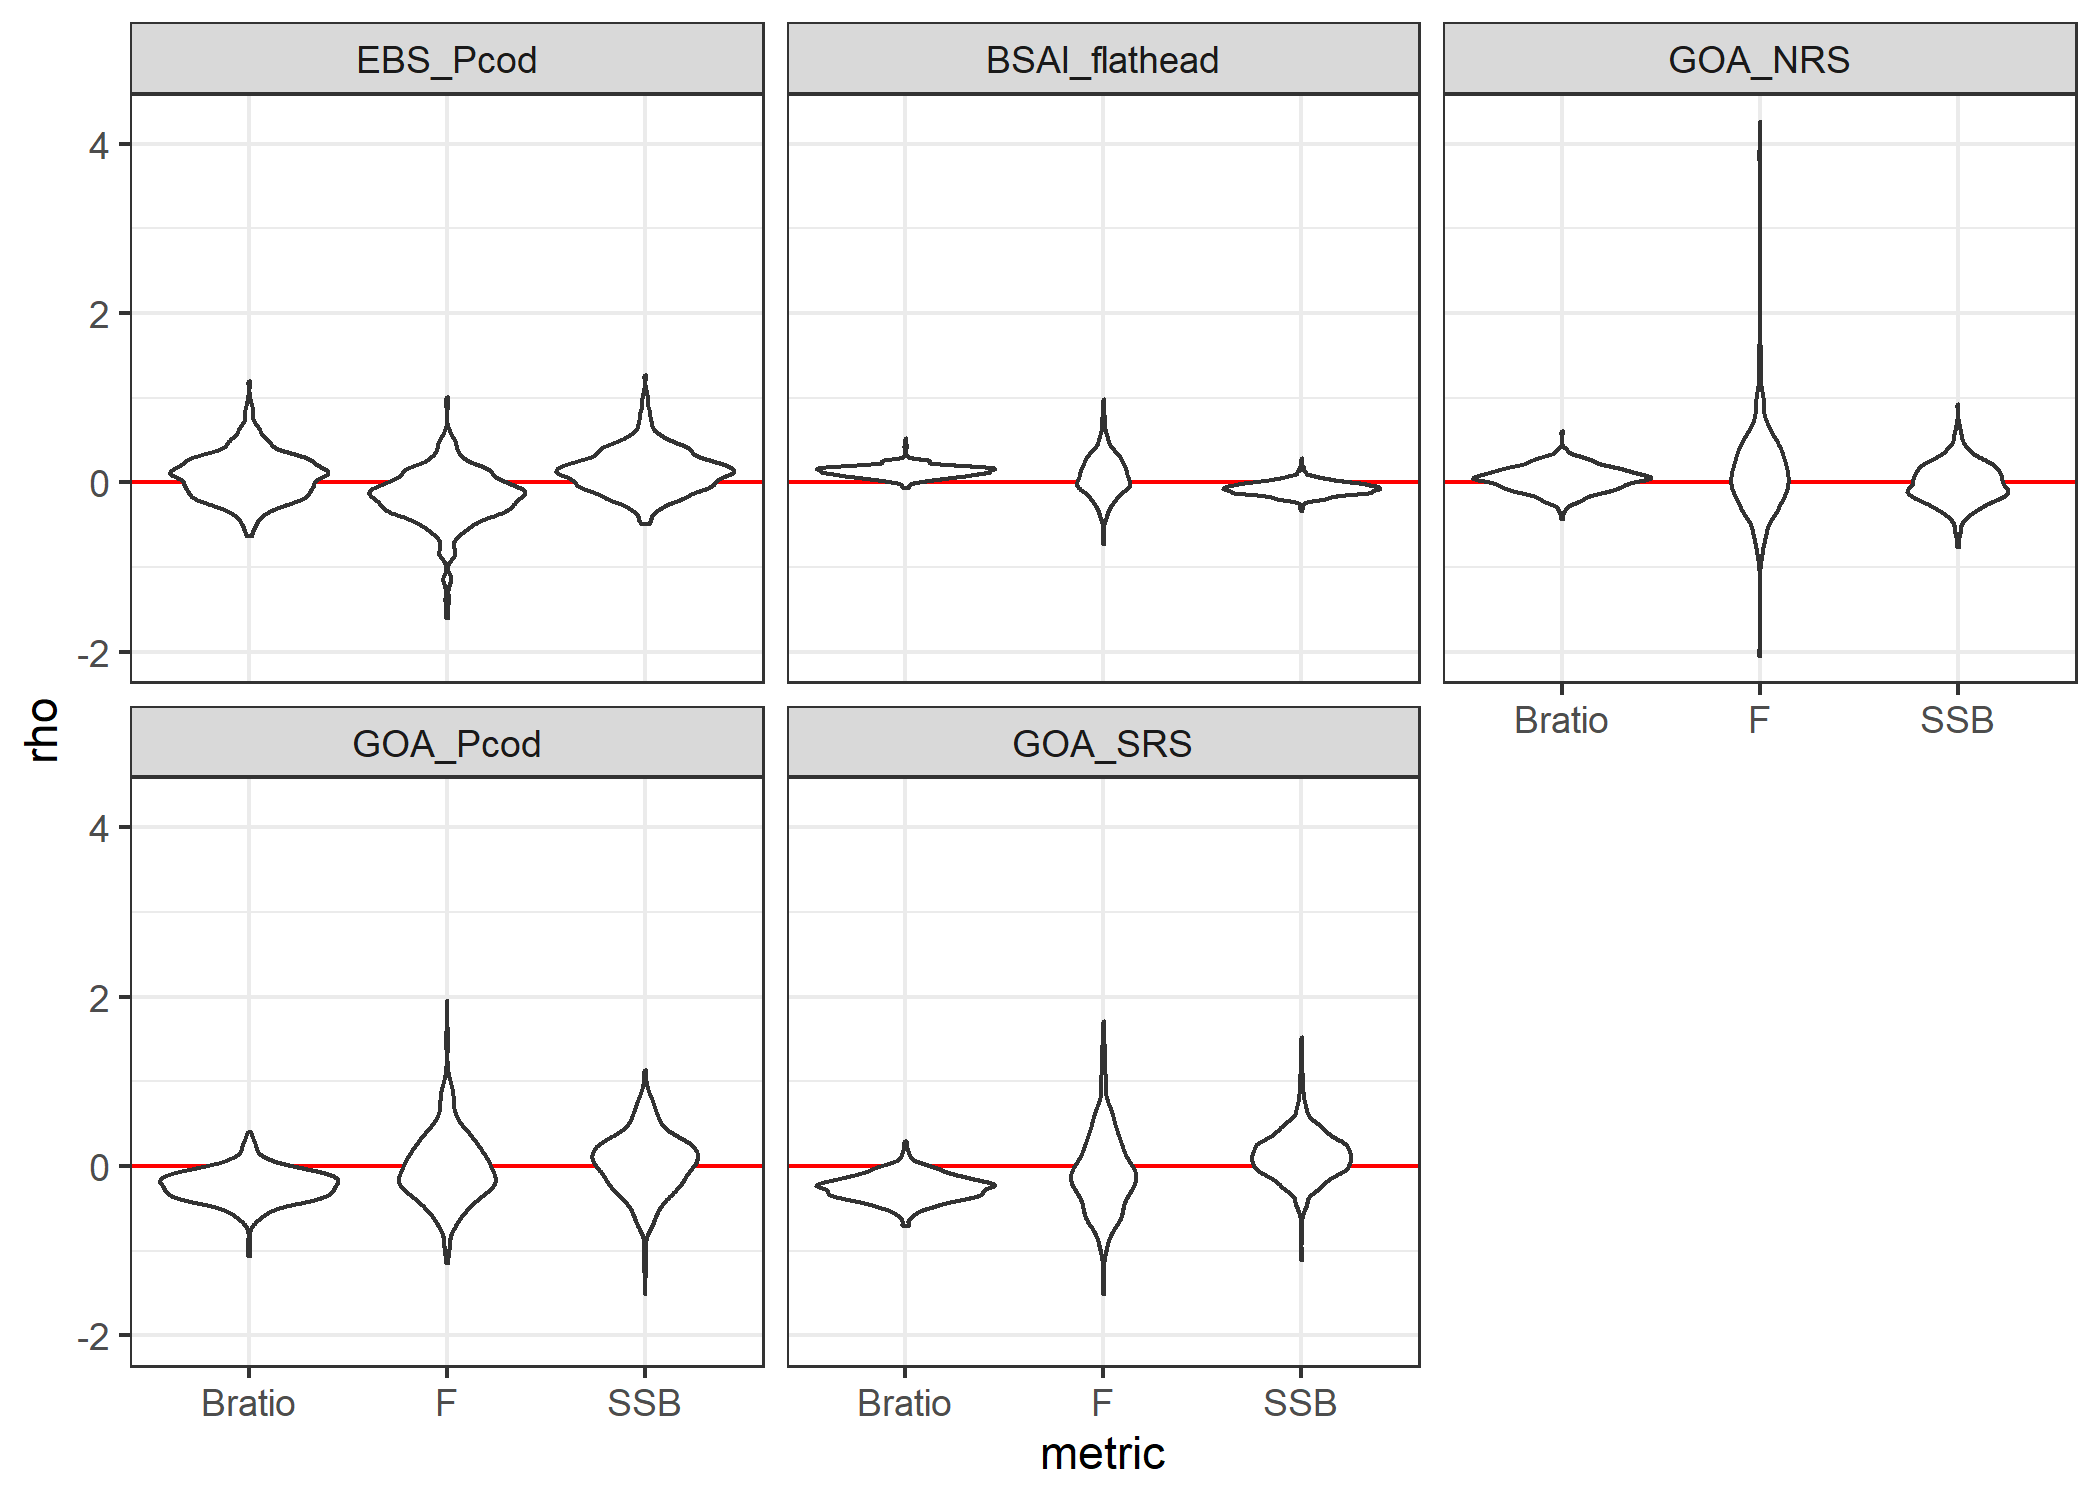 EBS_Pcod
BSAI_flathead
GOA_NRS
4
2
0
-2
Bratio
F
SSB
rho
GOA_Pcod
GOA_SRS
4
2
0
-2
Bratio
F
SSB
Bratio
F
SSB
metric